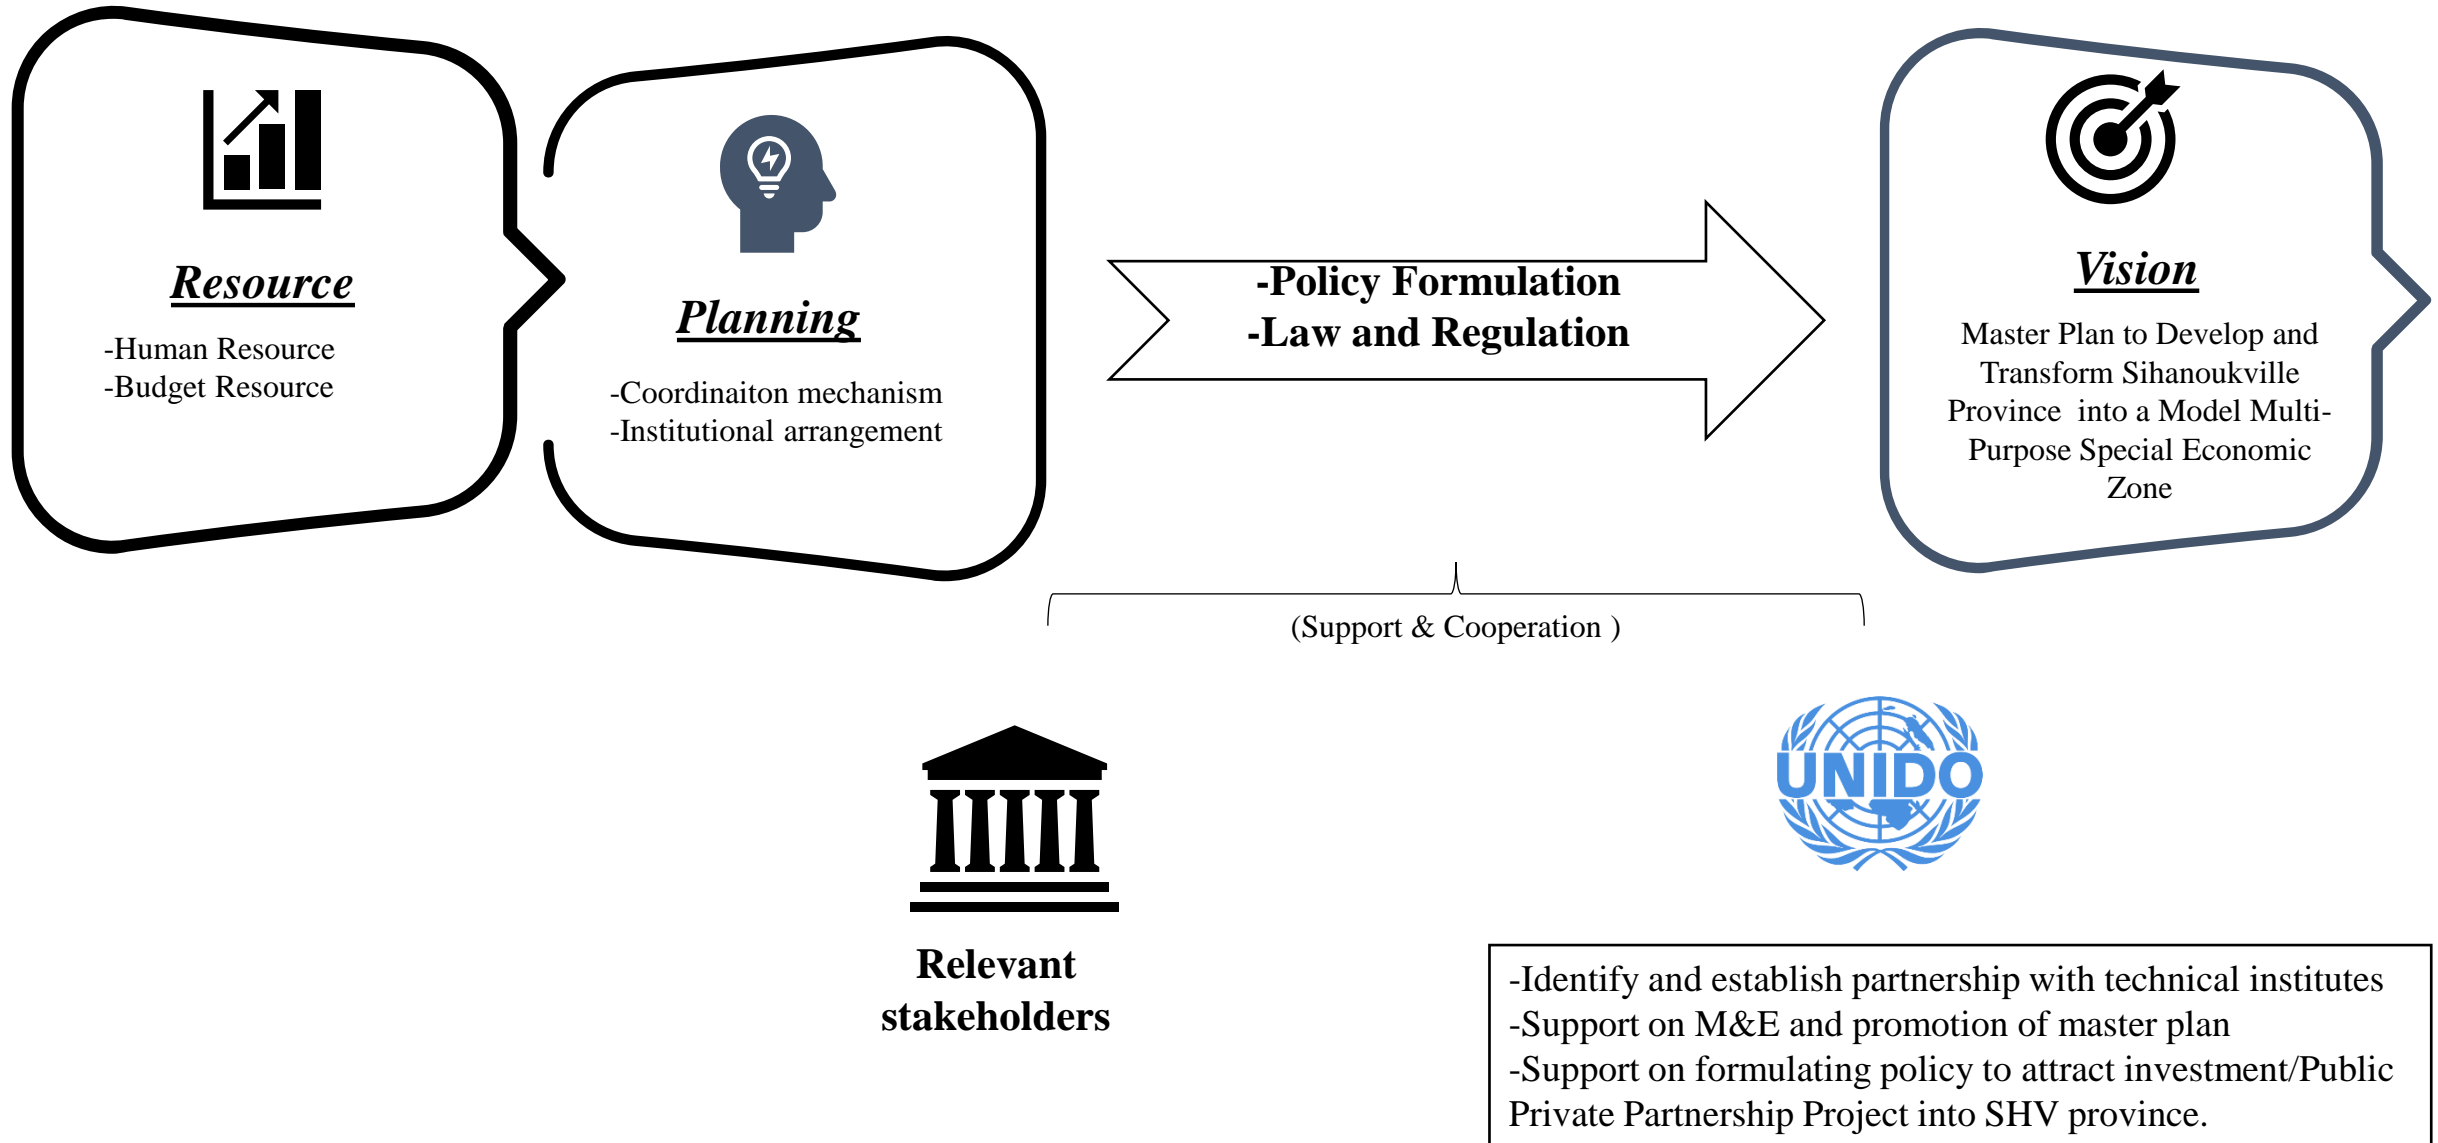 Resource
-Human Resource
-Budget Resource
Planning
-Coordinaiton mechanism
-Institutional arrangement
-Policy Formulation
-Law and Regulation
Vision
Master Plan to Develop and
Transform Sihanoukville
Province into a Model Multi-
Purpose Special Economic
Zone
(Support & Cooperation )
Relevant
stakeholders
UNIDO
-Identify and establish partnership with technical institutes
-Support on M&E and promotion of master plan
-Support on formulating policy to attract investment/Public
Private Partnership Project into SHV province.